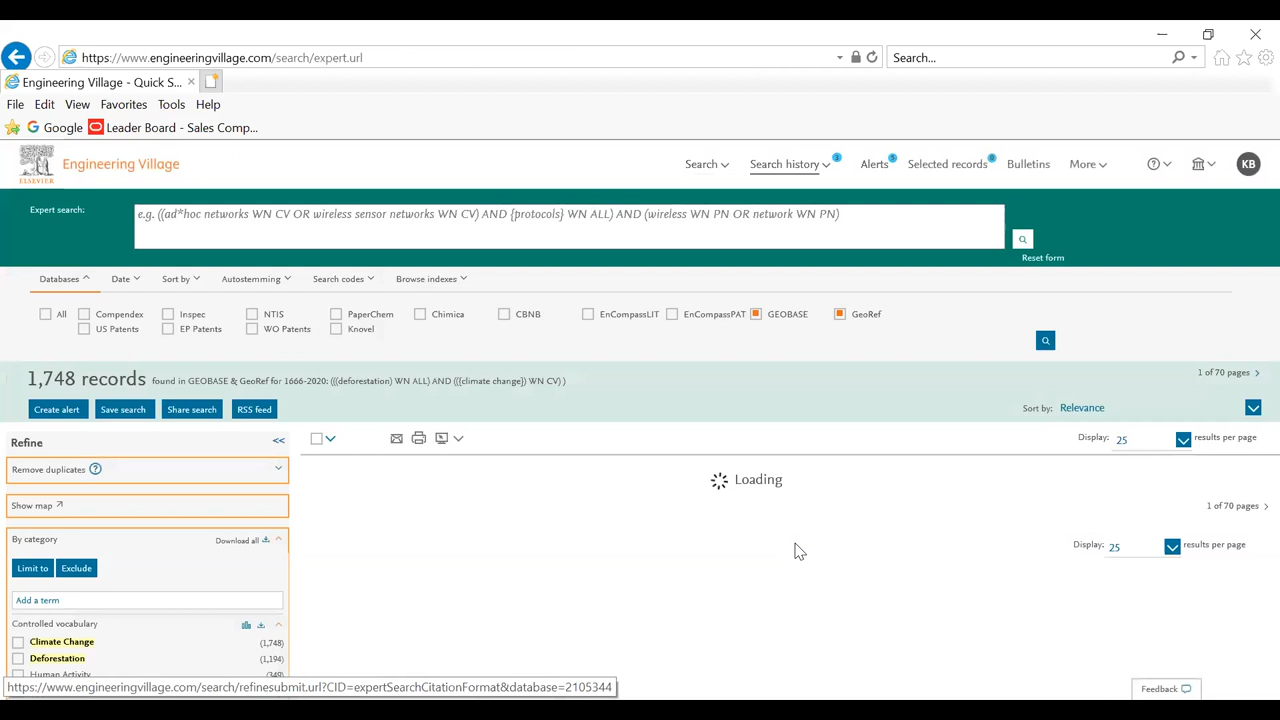 https://www.engineeringvillage.com/search/expert.url
Search...
Engineering Village - Quick S...
File Edit View Favorites Tools Help
Google Leader Board - Sales Comp...
ELSEVIER
Engineering Village
Search Search history 3 Alerts 5 Selected records 0 Bulletins More KB
Expert search:
e.g. ((ad*hoc networks WN CV OR wireless sensor networks WN CV) AND {protocols} WN ALL) AND (wireless WN PN OR network WN PN)
Reset form
Databases Date Sort by Autostemming Search codes Browse indexes
All Compendex Inspec NTIS PaperChem Chimica CBNB EnCompassLIT EnCompassPAT GEOBASE GeoRef
US Patents EP Patents WO Patents Knovel
1,748 records found in GEOBASE & GeoRef for 1666-2020: (((deforestation) WN ALL) AND (({climate change}) WN CV) )
1 of 70 pages
Create alert Save search Share search RSS feed
Sort by: Relevance
Refine <<
Display: 25 results per page
Remove duplicates ?
Loading
Show map
1 of 70 pages
By category Download all
Display: 25 results per page
Limit to Exclude
Add a term
Controlled vocabulary
Climate Change (1,748)
Deforestation (1,194)
Human Activity (349)
https://www.engineeringvillage.com/search/refinesubmit.url?CID=expertSearchCitationFormat&database=2105344
Feedback